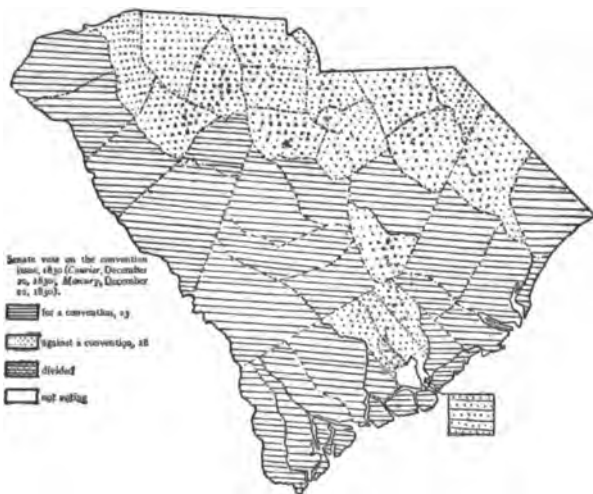 Senate vote on the convention
issue, 1830 (Courier, December
20, 1830; Mercury, December
1830).
for a convention, 23
against a convention, 18
divided
not voting